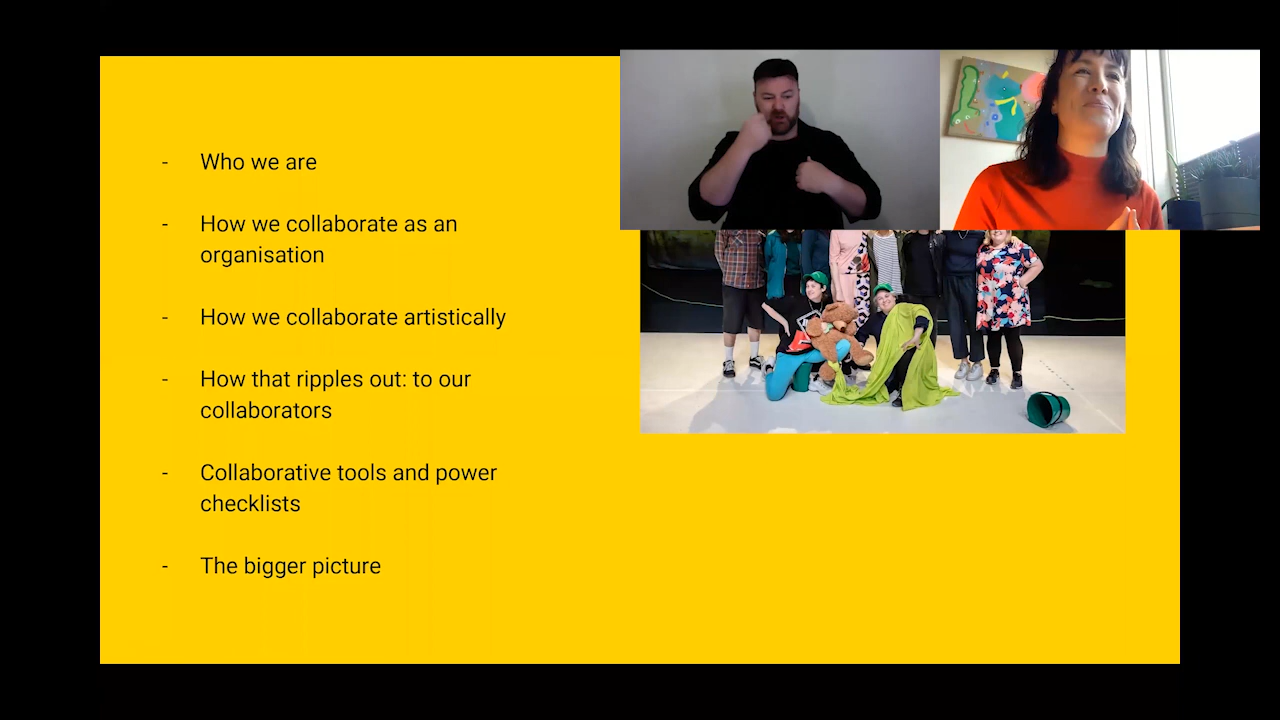 - Who we are
- How we collaborate as an
organisation
- How we collaborate artistically
- How that ripples out: to our
collaborators
- Collaborative tools and power
checklists
- The bigger picture